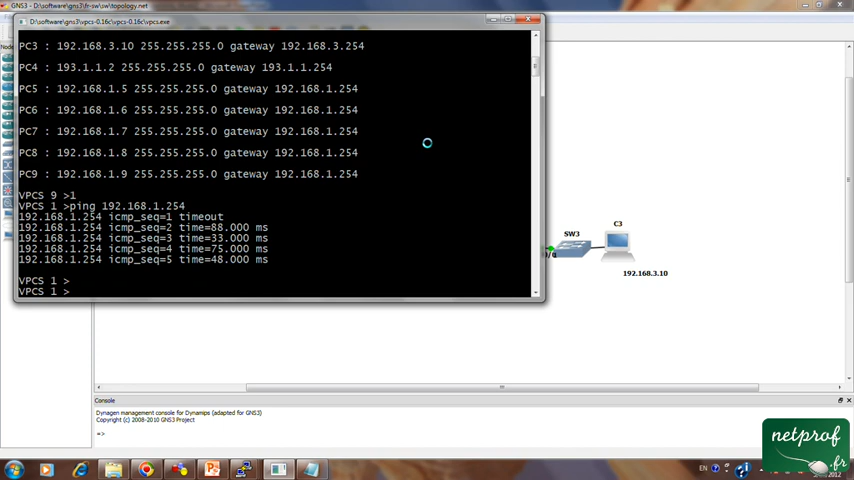 GNS3 - D:\software\gns3\fr-sw\sw\topology.net
D:\software\gns3\vpcs-0.16c\vpcs-0.16c\vpcs.exe
PC3 : 192.168.3.10 255.255.255.0 gateway 192.168.3.254
PC4 : 193.1.1.2 255.255.255.0 gateway 193.1.1.254
PC5 : 192.168.1.5 255.255.255.0 gateway 192.168.1.254
PC6 : 192.168.1.6 255.255.255.0 gateway 192.168.1.254
PC7 : 192.168.1.7 255.255.255.0 gateway 192.168.1.254
PC8 : 192.168.1.8 255.255.255.0 gateway 192.168.1.254
PC9 : 192.168.1.9 255.255.255.0 gateway 192.168.1.254
VPCS 9 >1
VPCS 1 >ping 192.168.1.254
192.168.1.254 icmp_seq=1 timeout
192.168.1.254 icmp_seq=2 time=88.000 ms
192.168.1.254 icmp_seq=3 time=33.000 ms
192.168.1.254 icmp_seq=4 time=75.000 ms
192.168.1.254 icmp_seq=5 time=48.000 ms
VPCS 1 >
VPCS 1 >
SW3
C3
192.168.3.10
Console
Dynagen management console for Dynamips (adapted for GNS3)
Copyright (c) 2008-2010 GNS3 Project
=>
EN
netprof
.fr